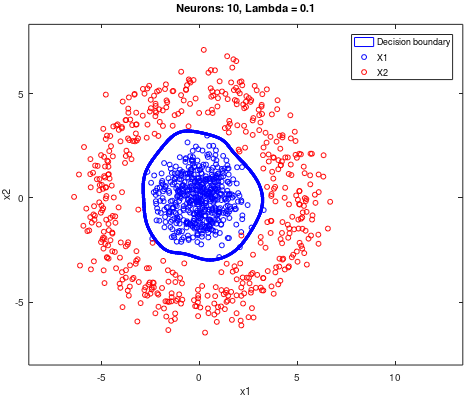 Neurons: 10, Lambda = 0.1
Decision boundary
X1
X2
5
0
-5
x2
-5
0
5
10
x1